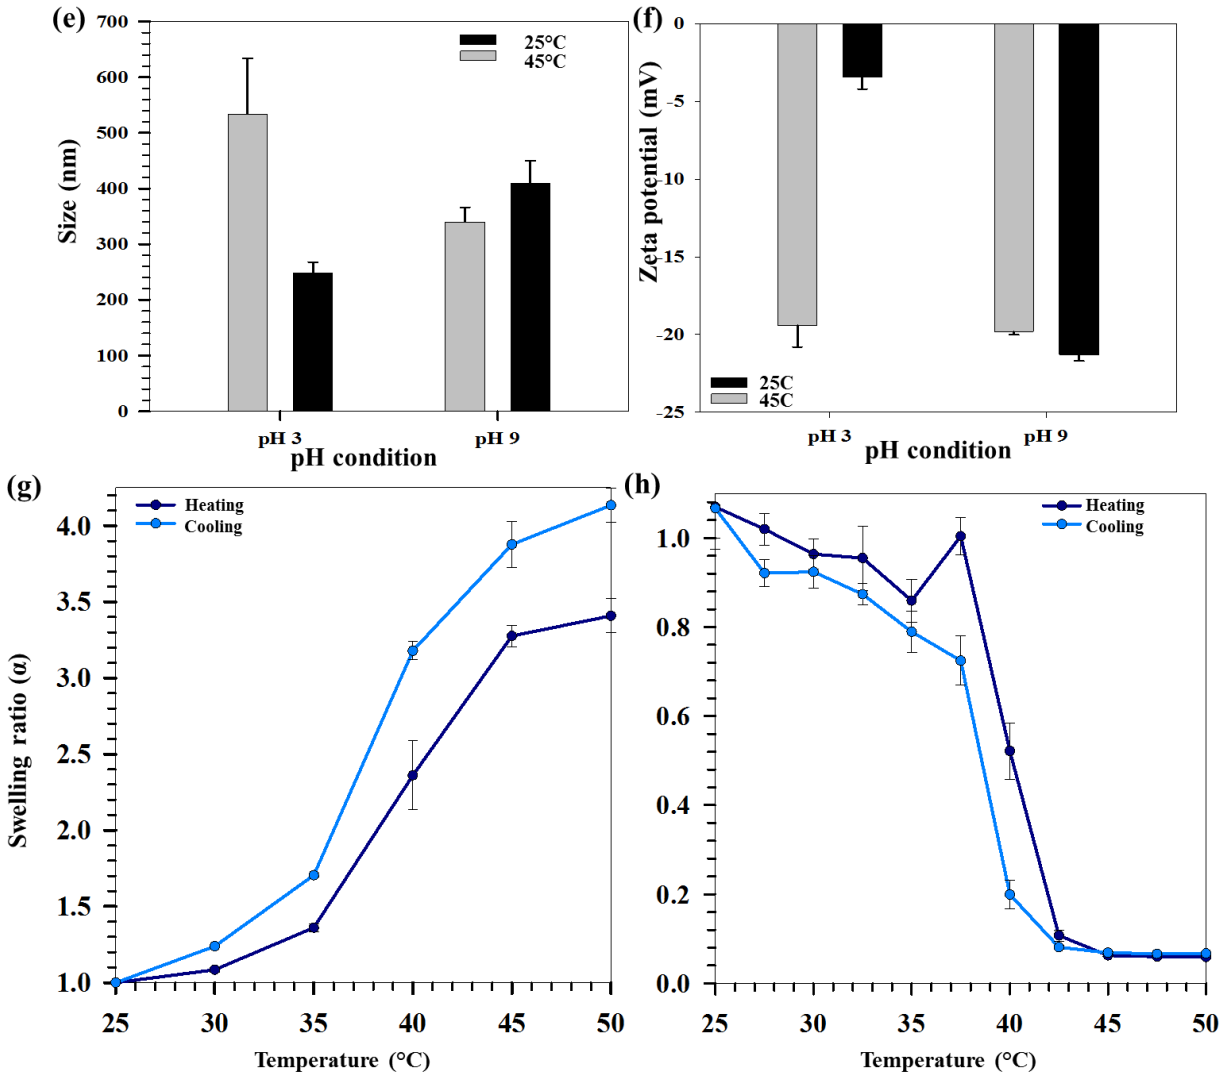 (e)
700
600
500
400
300
200
100
0
Size (nm)
25°C
45°C
pH 3
pH 9
pH condition
(f)
0
-5
-10
-15
-20
-25
Zeta potential (mV)
25C
45C
pH 3
pH 9
pH condition
(g)
4.0
3.5
3.0
2.5
2.0
1.5
1.0
Swelling ratio (α)
Heating
Cooling
25
30
35
40
45
50
Temperature (°C)
(h)
1.0
0.8
0.6
0.4
0.2
0.0
Heating
Cooling
25
30
35
40
45
50
Temperature (°C)